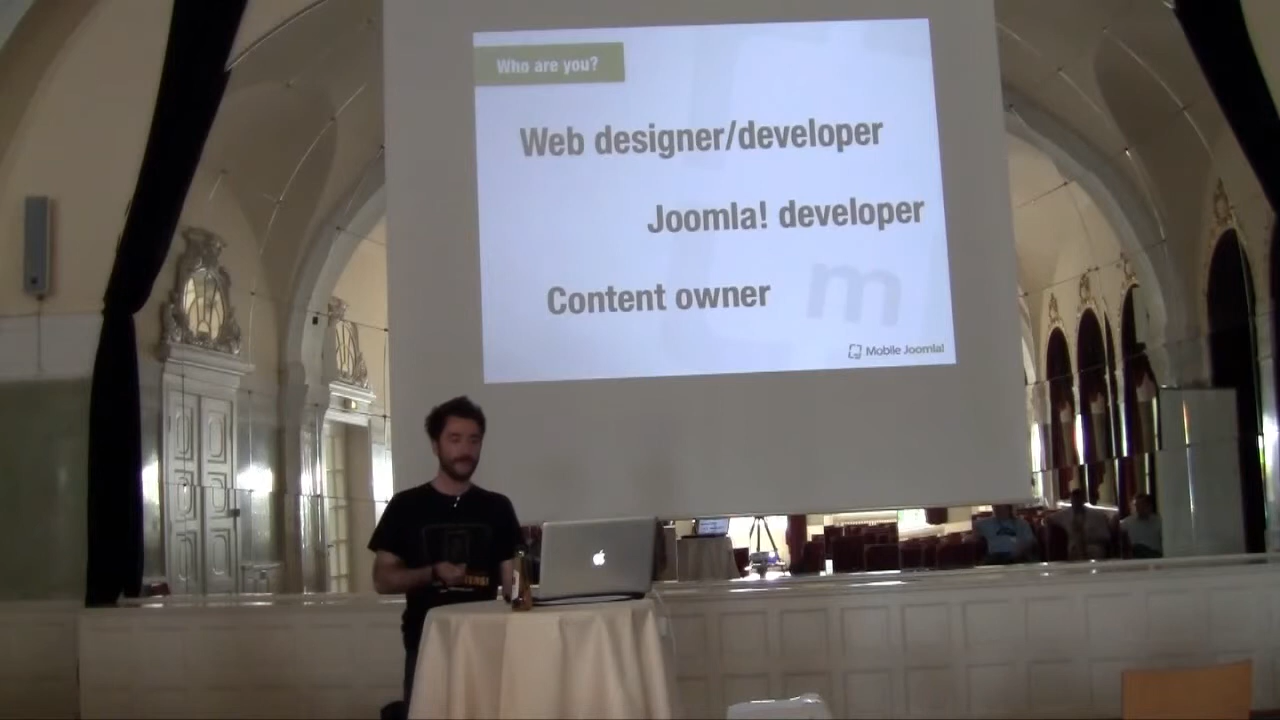 Who are you?
Web designer/developer
Joomla! developer
Content owner
m
Mobile Joomla!